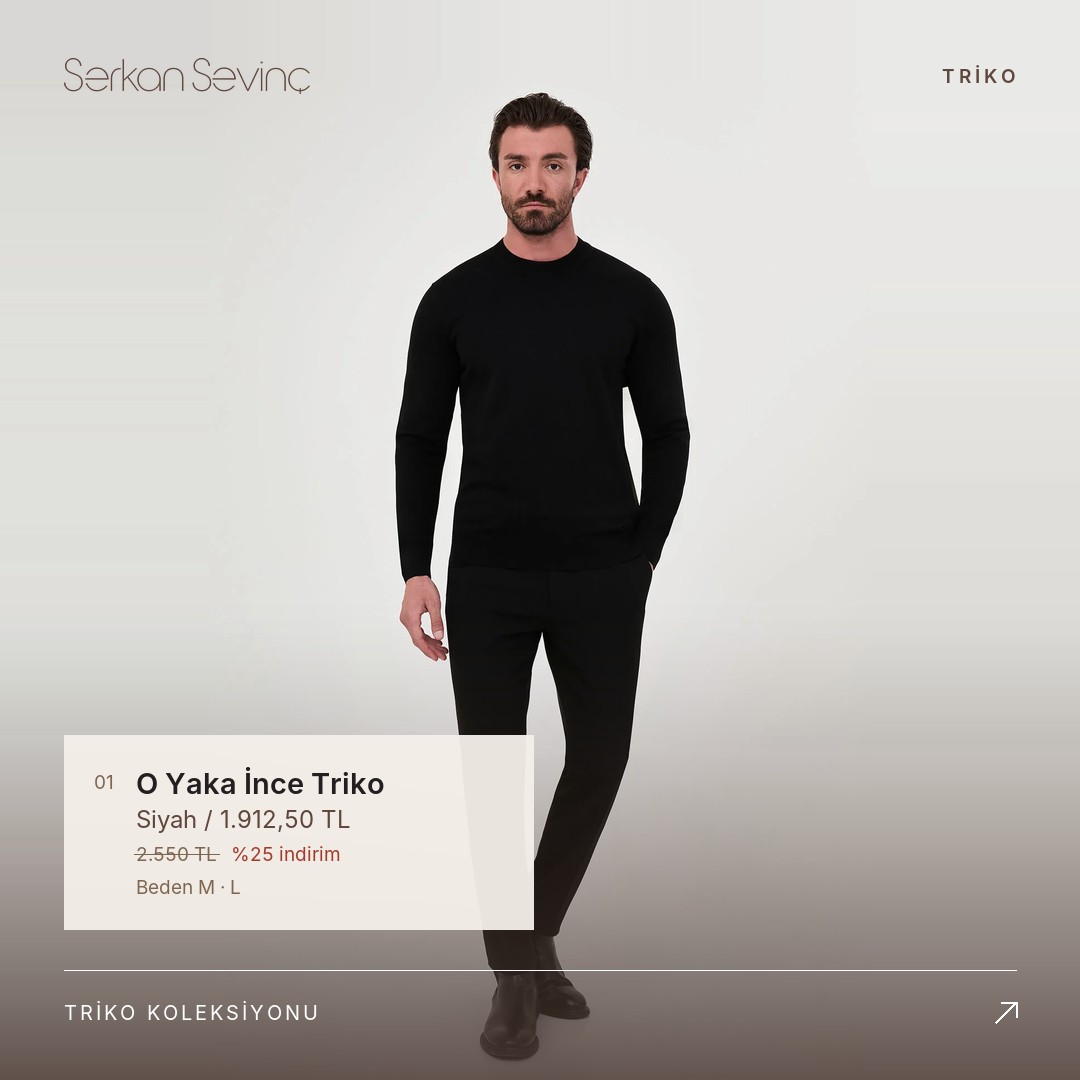 Serkan Sevinç
TRİKO
01 O Yaka İnce Triko
Siyah / 1.912,50 TL
2.550 TL %25 indirim
Beden M · L
TRİKO KOLEKSİYONU